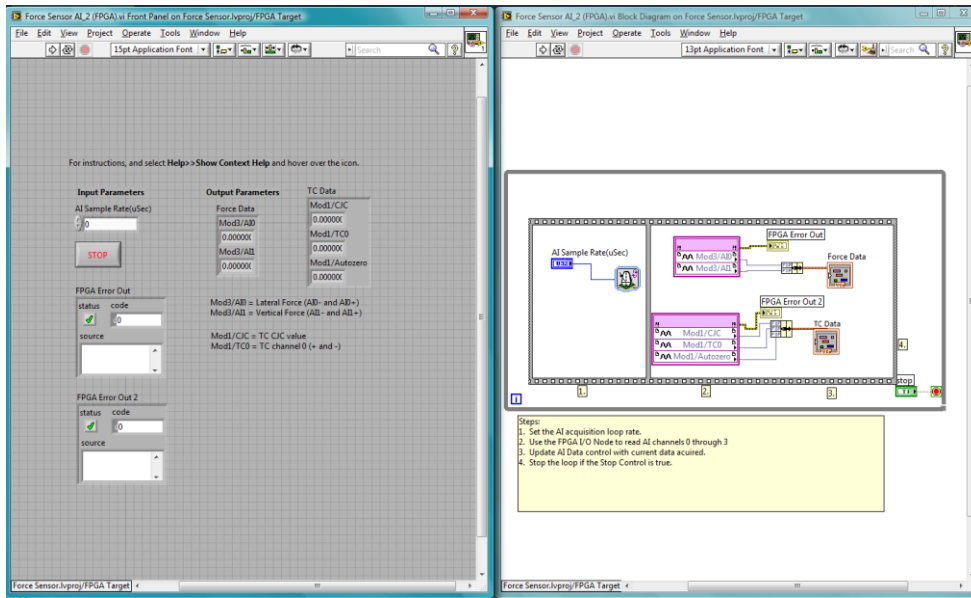 Force Sensor AI_2 (FPGA).vi Front Panel on Force Sensor.lvproj/FPGA Target
File Edit View Project Operate Tools Window Help
15pt Application Font
Search
1
For instructions, and select Help>>Show Context Help and hover over the icon.
Input Parameters
AI Sample Rate(uSec)
0
STOP
Output Parameters
Force Data
Mod3/AI0
0.00000(
Mod3/AI1
0.00000(
TC Data
Mod1/CJC
0.00000(
Mod1/TC0
0.00000(
Mod1/Autozero
0.00000(
Mod3/AI0 = Lateral Force (AI0- and AI0+)
Mod3/AI1 = Vertical Force (AI1- and AI1+)
Mod1/CJC = TC CJC value
Mod1/TC0 = TC channel 0 (+ and -)
FPGA Error Out
status code
0
source
FPGA Error Out 2
status code
0
source
Force Sensor.lvproj/FPGA Target
Force Sensor AI_2 (FPGA).vi Block Diagram on Force Sensor.lvproj/FPGA Target
File Edit View Project Operate Tools Window Help
13pt Application Font
Search
AI Sample Rate(uSec)
U32
FPGA Error Out
Mod3/AI0
Mod3/AI1
Force Data
FPGA Error Out 2
Mod1/CJC
Mod1/TC0
Mod1/Autozero
TC Data
4.
stop
TF
i
1.
2.
3.
Steps:
1. Set the AI acquisition loop rate.
2. Use the FPGA I/O Node to read AI channels 0 through 3
3. Update AI Data control with current data acuired.
4. Stop the loop if the Stop Control is true.
Force Sensor.lvproj/FPGA Target